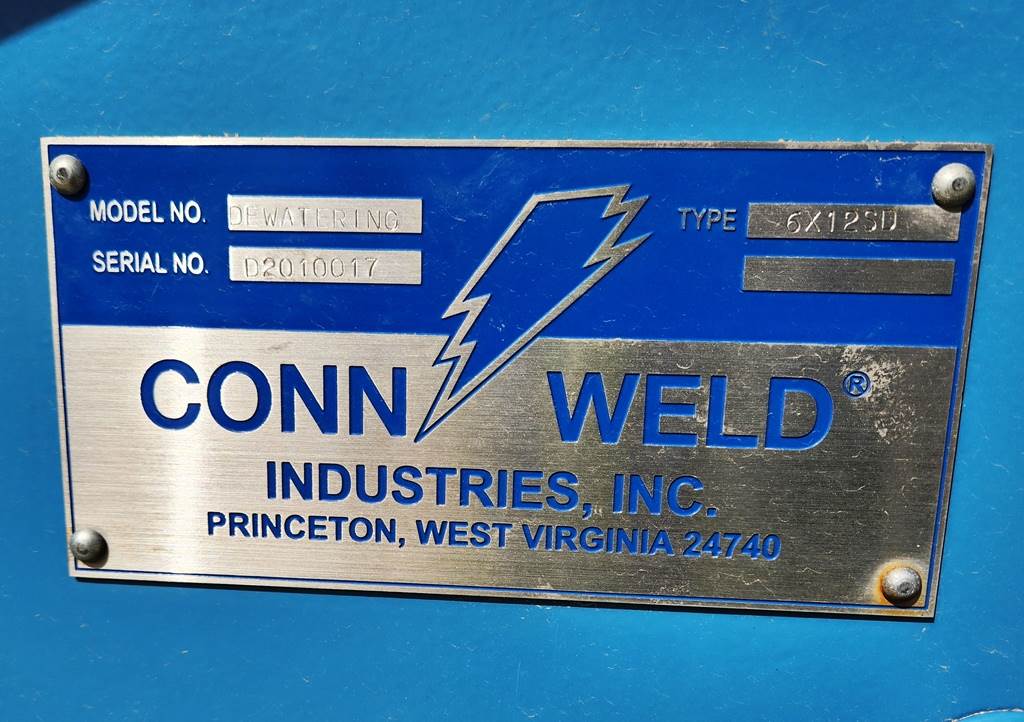 MODEL NO. DEWATERING
SERIAL NO. D2010017
TYPE 6X12SD
CONN WELD®
INDUSTRIES, INC.
PRINCETON, WEST VIRGINIA 24740